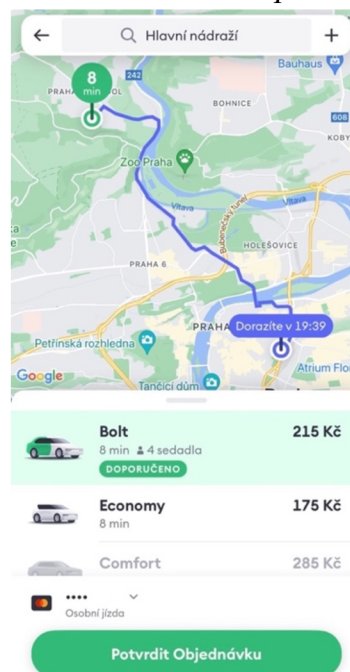 Hlavní nádraží
Bauhaus
8
min
242
PRAH
OL
BOHNICE
608
KOBY
Zoo Praha
Vltava
Vltava
Bubenečský tunel
HOLEŠOVICE
PRAHA 6
PRAHA
Dorazíte v 19:39
Petřínská rozhledna
Atrium Flo
Google
Tančící dům
Bolt
215 Kč
8 min 4 sedadla
DOPORUČENO
Economy
175 Kč
8 min
Comfort
285 Kč
••••
Osobní jízda
Potvrdit Objednávku